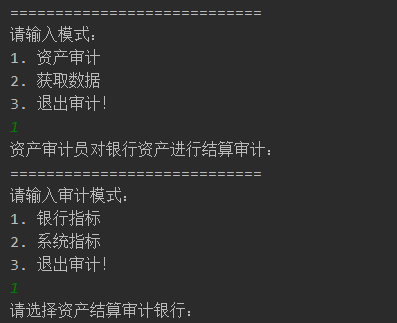 ============================
请输入模式:
1. 资产审计
2. 获取数据
3. 退出审计!
1
资产审计员对银行资产进行结算审计:
============================
请输入审计模式:
1. 银行指标
2. 系统指标
3. 退出审计!
1
请选择资产结算审计银行: